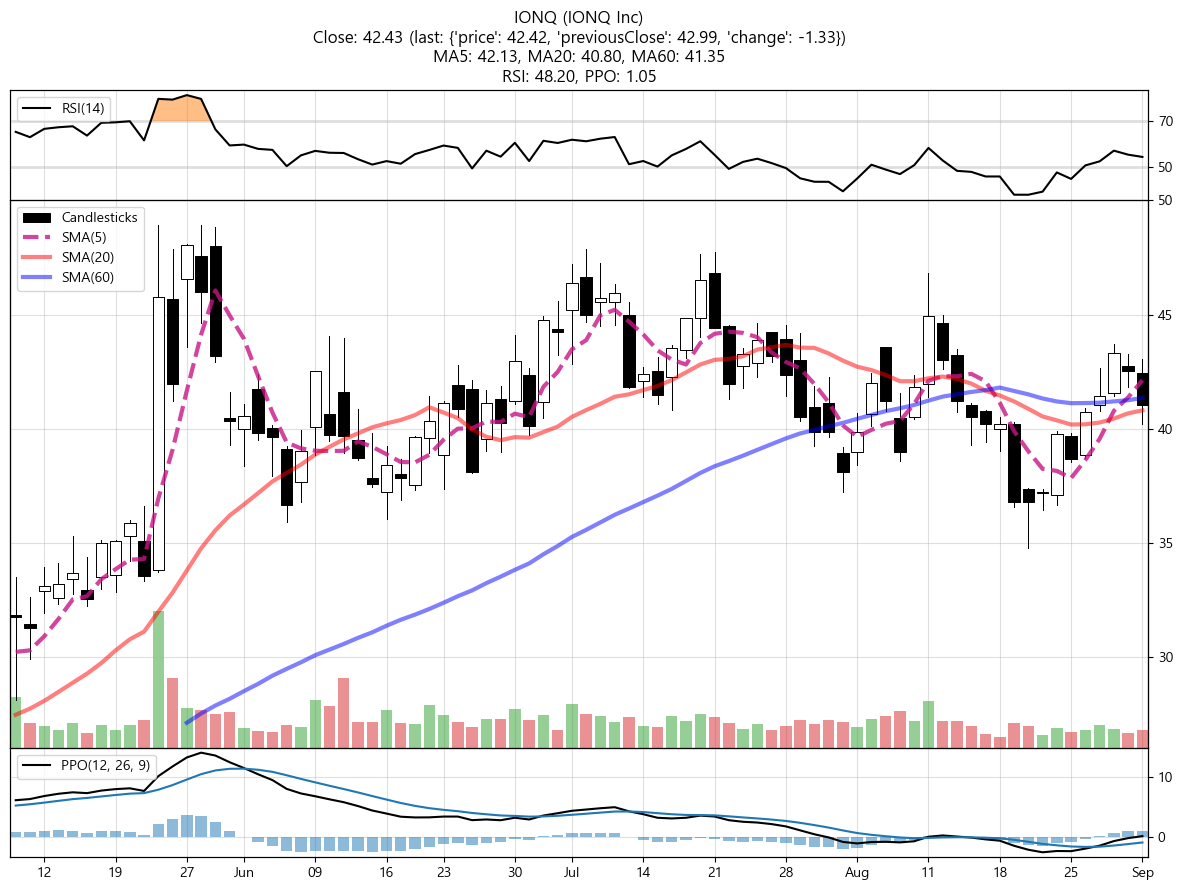 IONQ (IONQ Inc)
Close: 42.43 (last: {'price': 42.42, 'previousClose': 42.99, 'change': -1.33})
MA5: 42.13, MA20: 40.80, MA60: 41.35
RSI: 48.20, PPO: 1.05
RSI(14)
70
50
50
Candlesticks
SMA(5)
SMA(20)
SMA(60)
45
40
35
30
PPO(12, 26, 9)
10
0
12 19 27 Jun 09 16 23 30 Jul 14 21 28 Aug 11 18 25 Sep